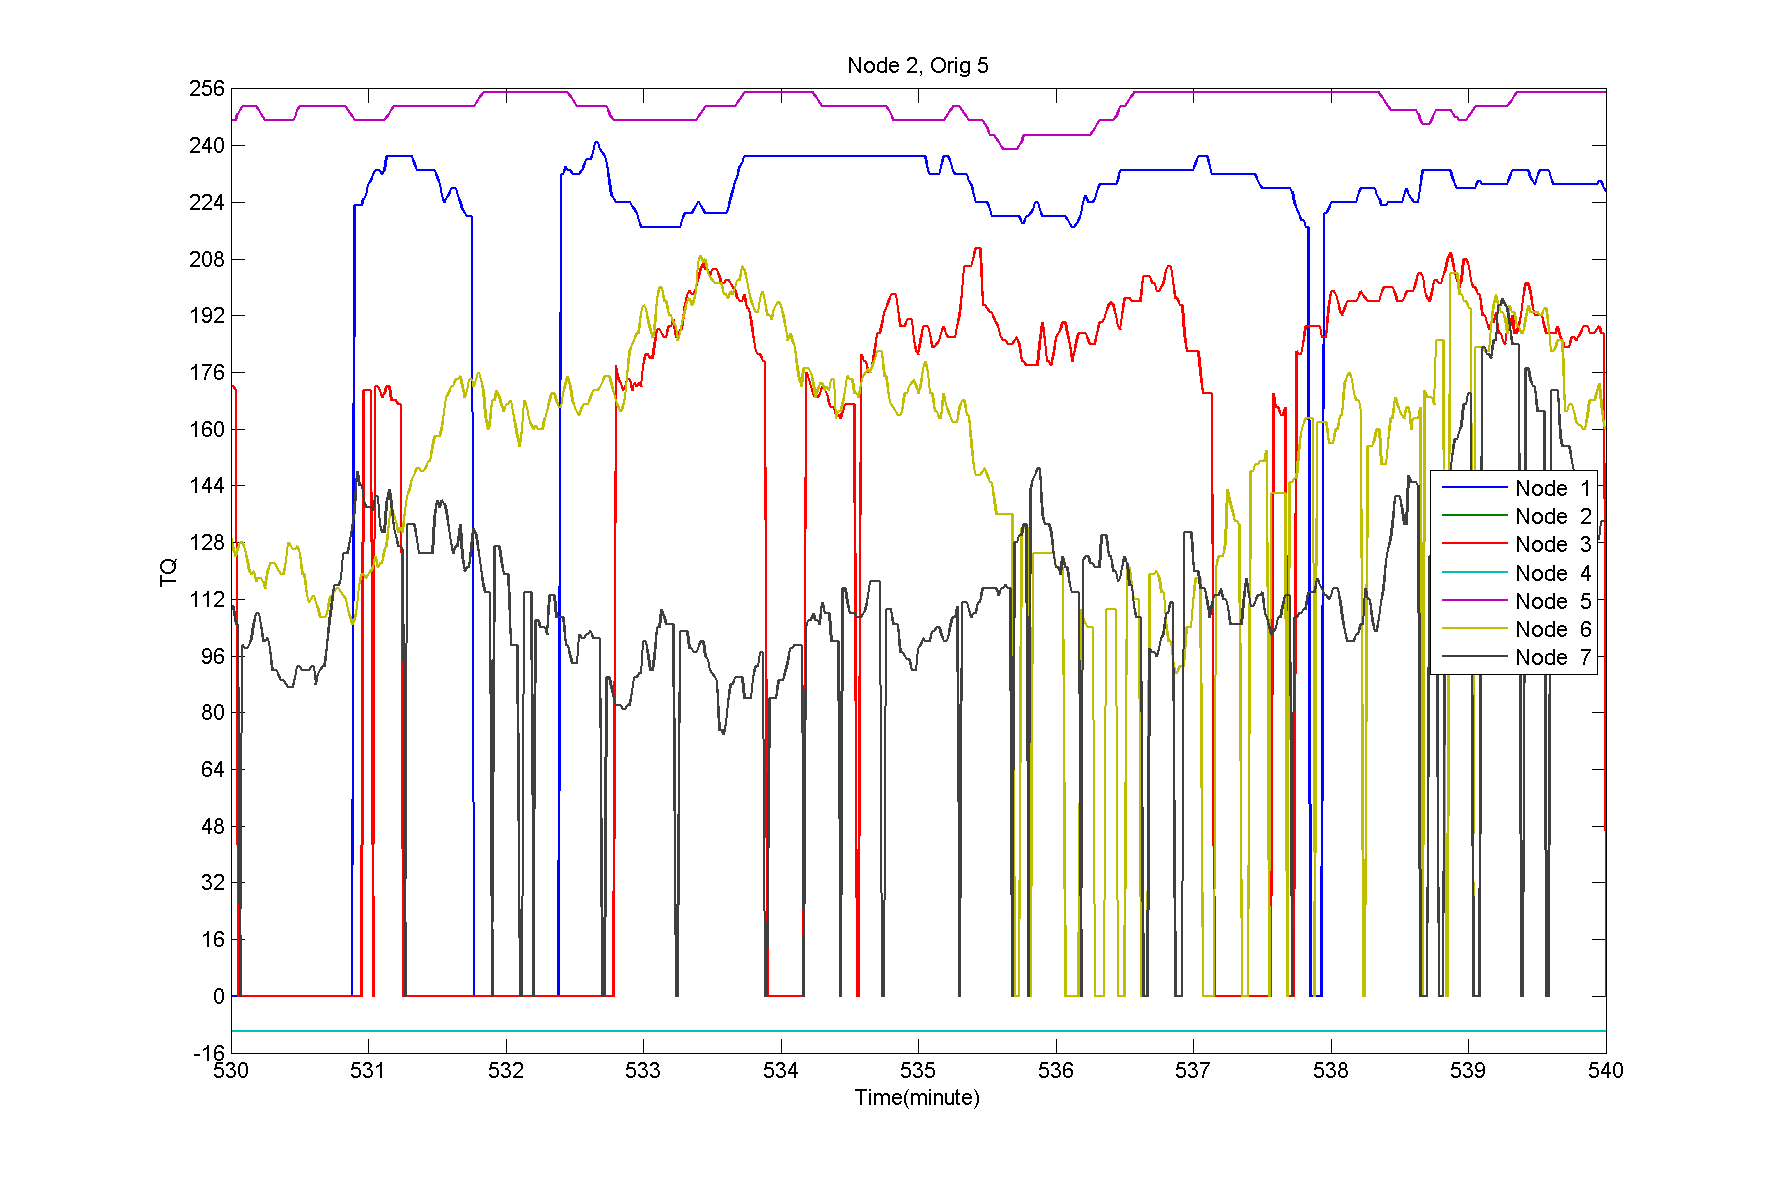 Node 2, Orig 5
256
240
224
208
192
176
160
144
128
112
96
80
64
48
32
16
0
-16
TQ
530 531 532 533 534 535 536 537 538 539 540
Time(minute)
Node 1
Node 2
Node 3
Node 4
Node 5
Node 6
Node 7